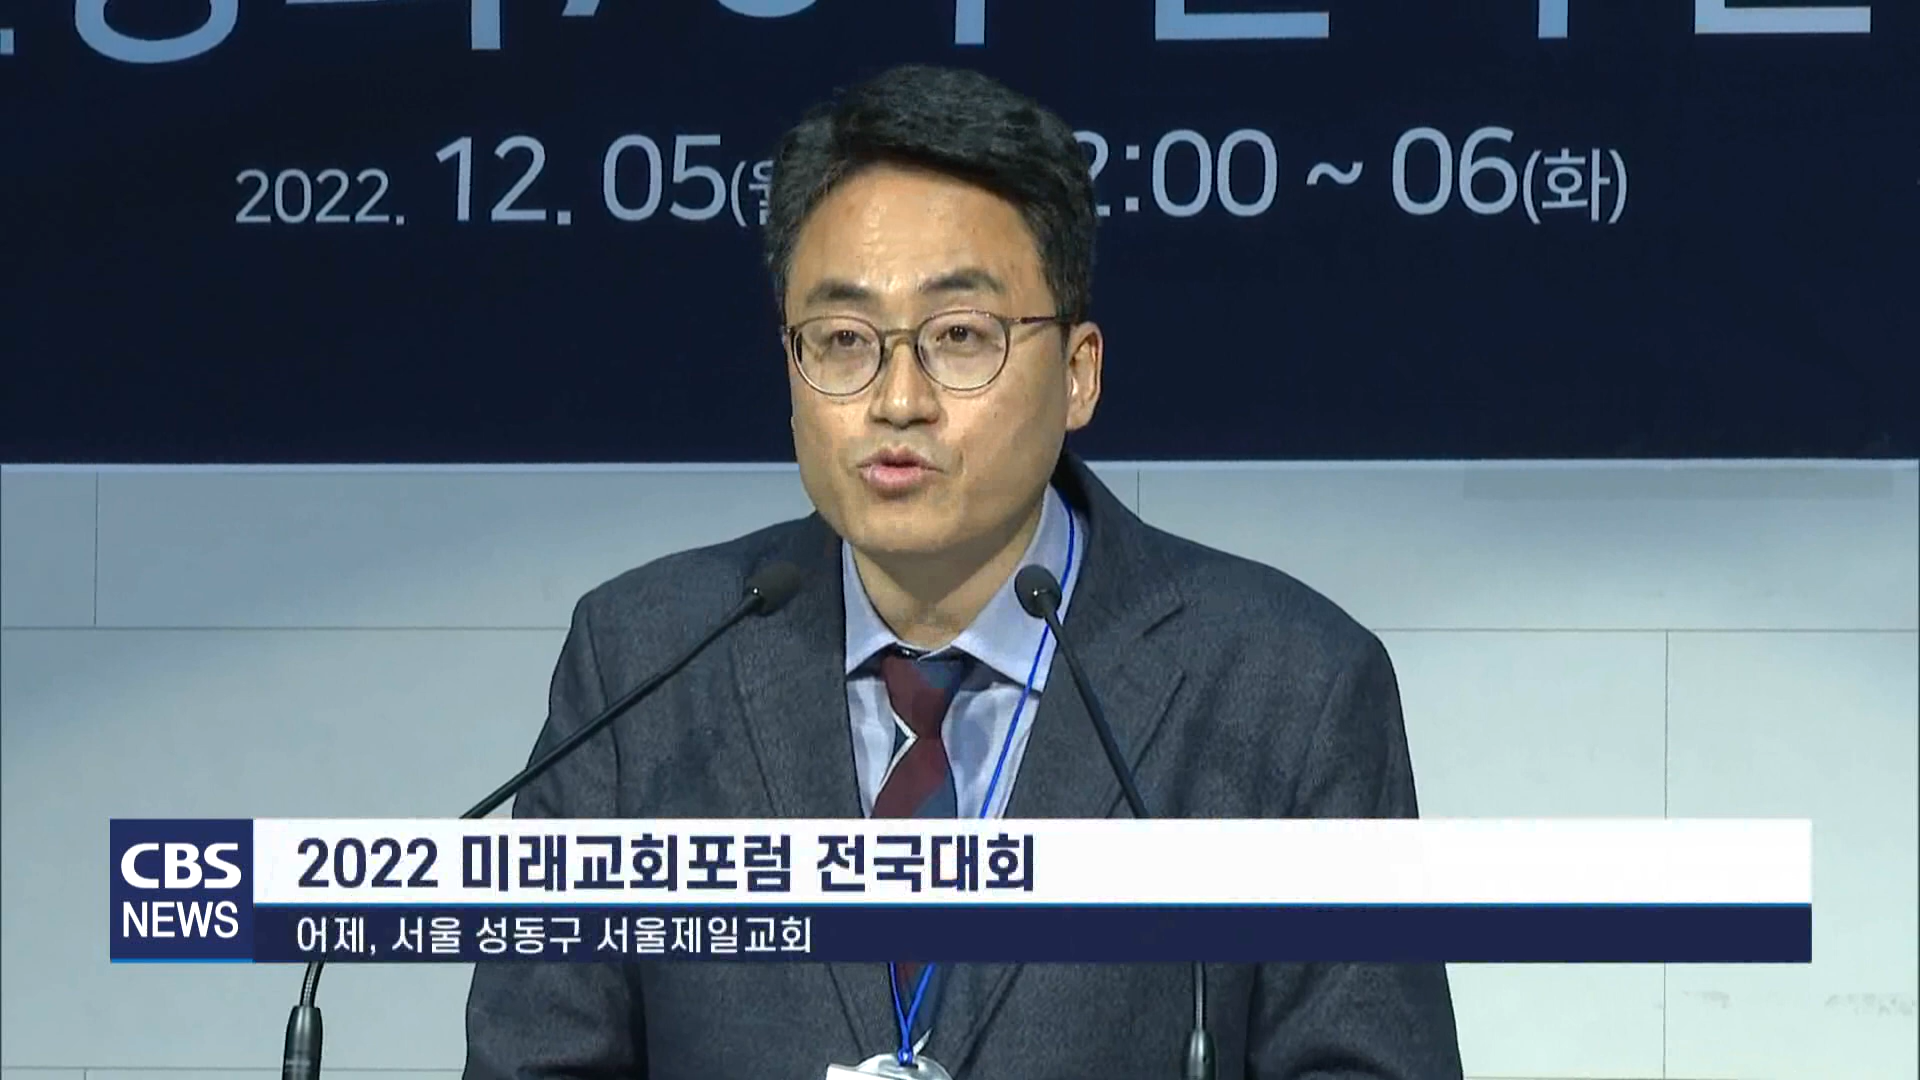 2022. 12. 05 2:00 ~ 06(화)
CBS
NEWS
2022 미래교회포럼 전국대회
어제, 서울 성동구 서울제일교회